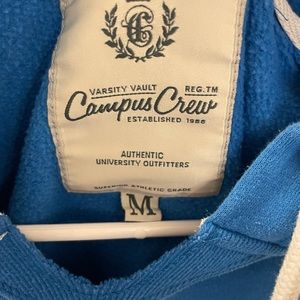 VARSITY VAULT REG.TM
Campus Crew
ESTABLISHED 1986
AUTHENTIC
UNIVERSITY OUTFITTERS
SUPERIOR ATHLETIC GRADE
M